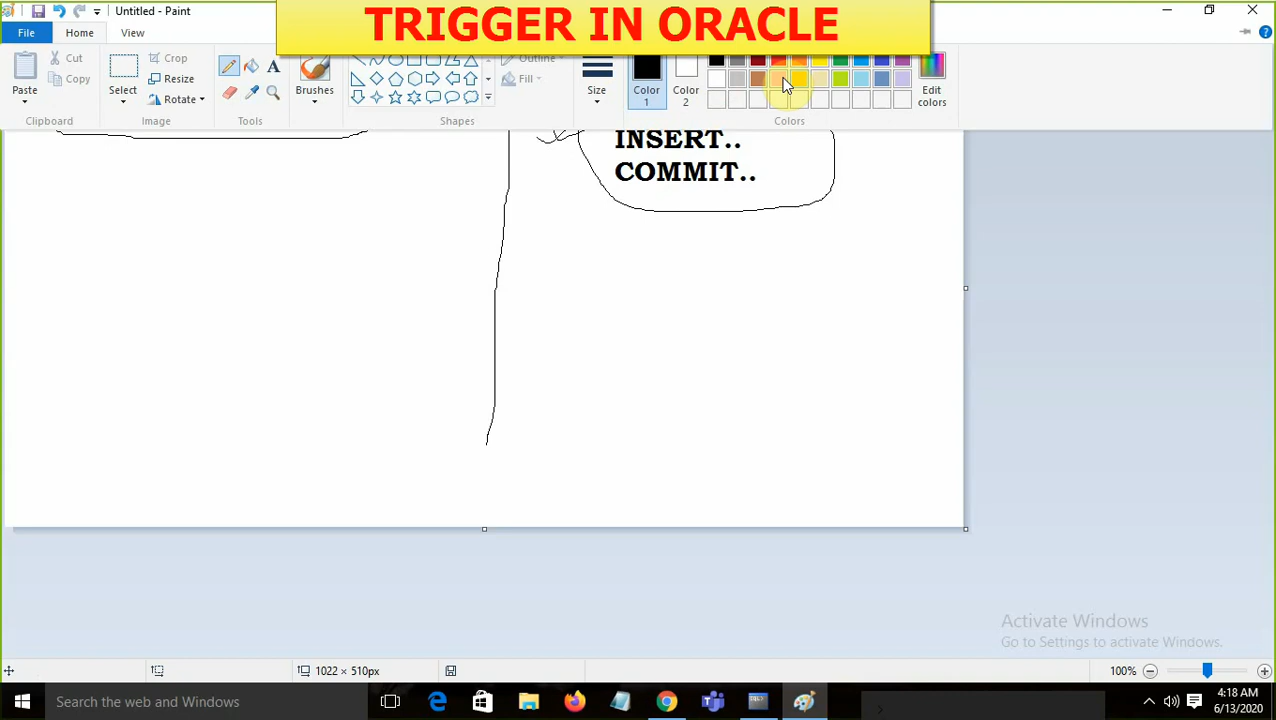 TRIGGER IN ORACLE
Untitled - Paint
File
Home
View
Paste
Cut
Copy
Clipboard
Select
Crop
Resize
Rotate
Image
A
Tools
Brushes
Outline
Fill
Shapes
Size
Color
1
Color
2
Edit
colors
Colors
INSERT..
COMMIT..
Activate Windows
Go to Settings to activate Windows.
1022 × 510px
100%
Search the web and Windows
4:18 AM
6/13/2020